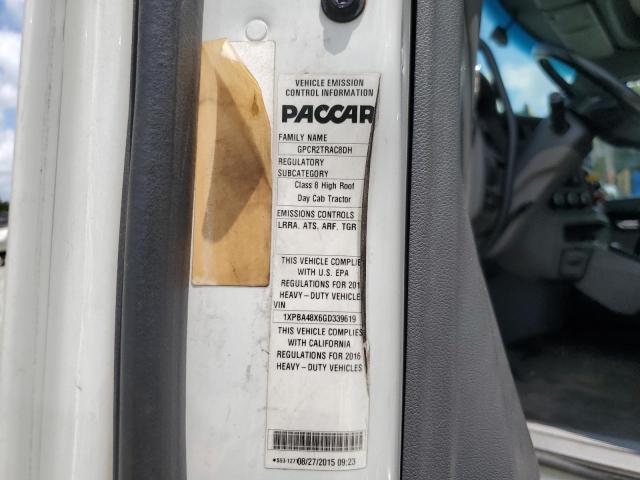 VEHICLE EMISSION
CONTROL INFORMATION
PACCAR
FAMILY NAME
GPCR2TRAC8DH
REGULATORY
SUBCATEGORY
Class 8 High Roof
Day Cab Tractor
EMISSIONS CONTROLS
LRRA, ATS, ARF, TGR
THIS VEHICLE COMPLIE
WITH U.S. EPA
REGULATIONS FOR 201
HEAVY-DUTY VEHICLE
VIN
1XPBA48X6GD339619
THIS VEHICLE COMPLIES
WITH CALIFORNIA
REGULATIONS FOR 2016
HEAVY-DUTY VEHICLES
08/27/2015 09:23